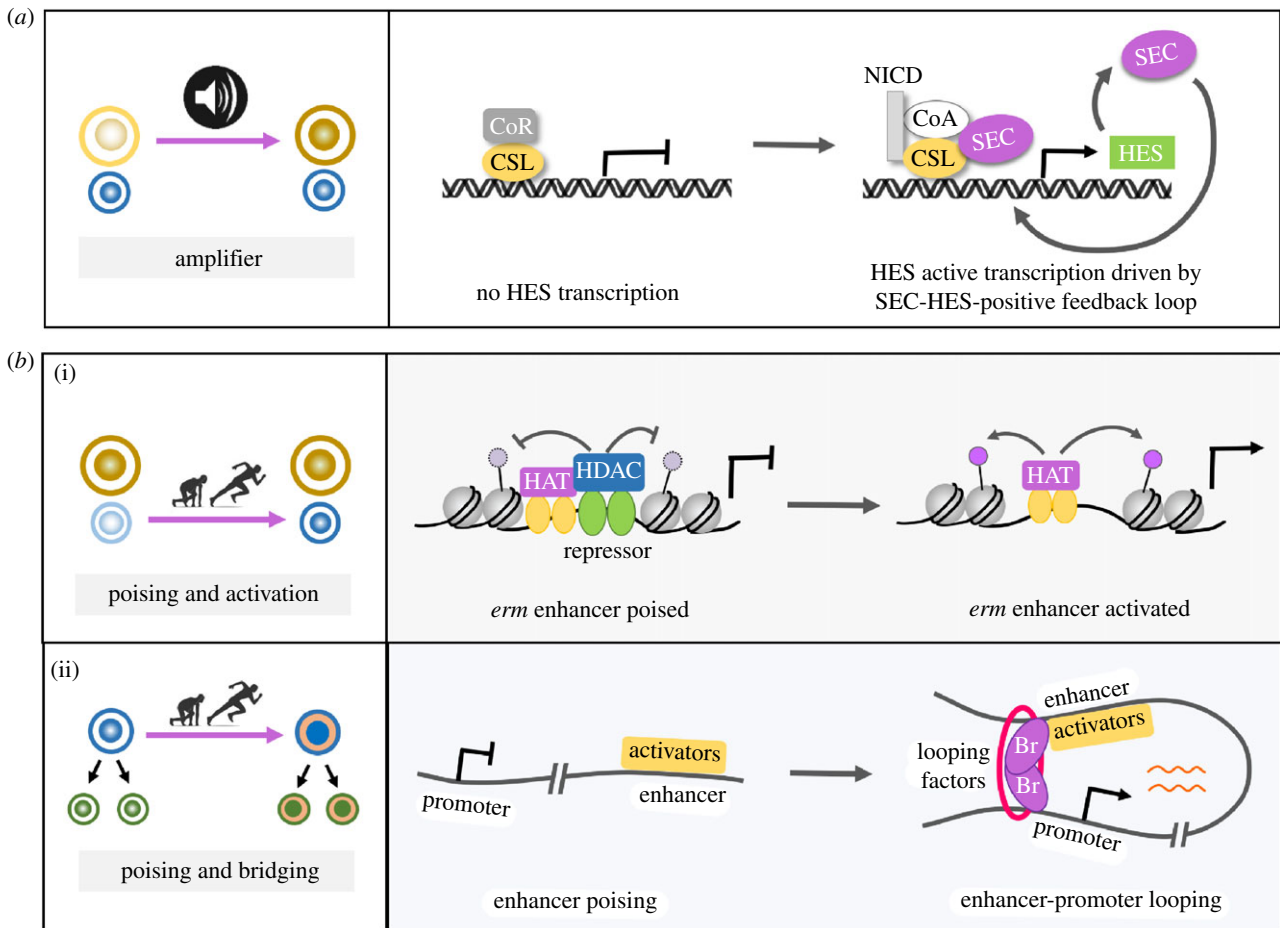 (a)
amplifier
CoR
CSL
no HES transcription
NICD
CoA
CSL
SEC
SEC
HES
HES active transcription driven by
SEC-HES-positive feedback loop
(b)
(i)
poising and activation
HAT
HDAC
repressor
erm enhancer poised
HAT
erm enhancer activated
(ii)
poising and bridging
promoter
activators
enhancer
enhancer poising
looping
factors
Br
Br
enhancer
activators
promoter
enhancer-promoter looping